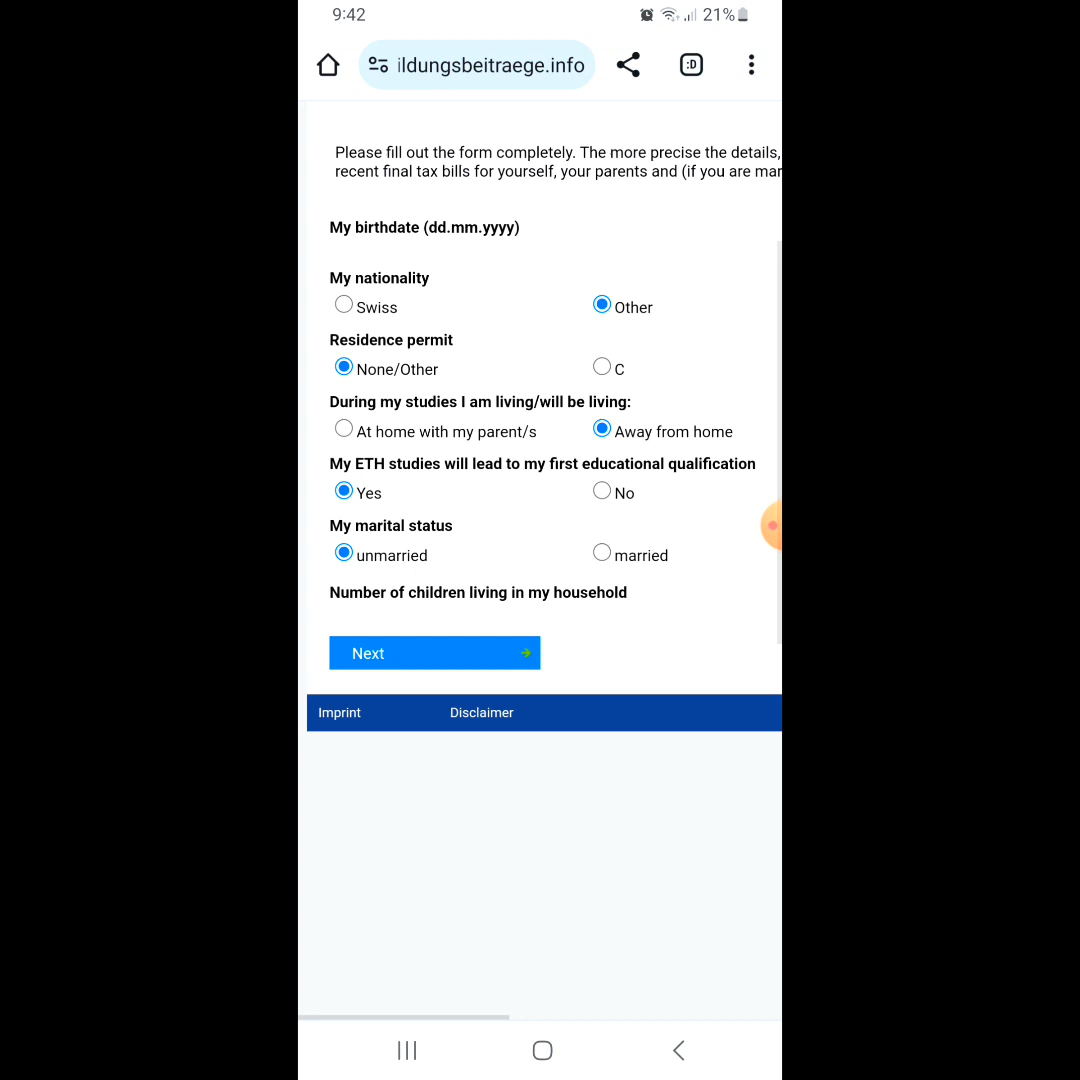 9:42
21%
ildungsbeitraege.info
:D
Please fill out the form completely. The more precise the details,
recent final tax bills for yourself, your parents and (if you are mar
My birthdate (dd.mm.yyyy)
My nationality
Swiss Other
Residence permit
None/Other C
During my studies I am living/will be living:
At home with my parent/s Away from home
My ETH studies will lead to my first educational qualification
Yes No
My marital status
unmarried married
Number of children living in my household
Next
Imprint Disclaimer